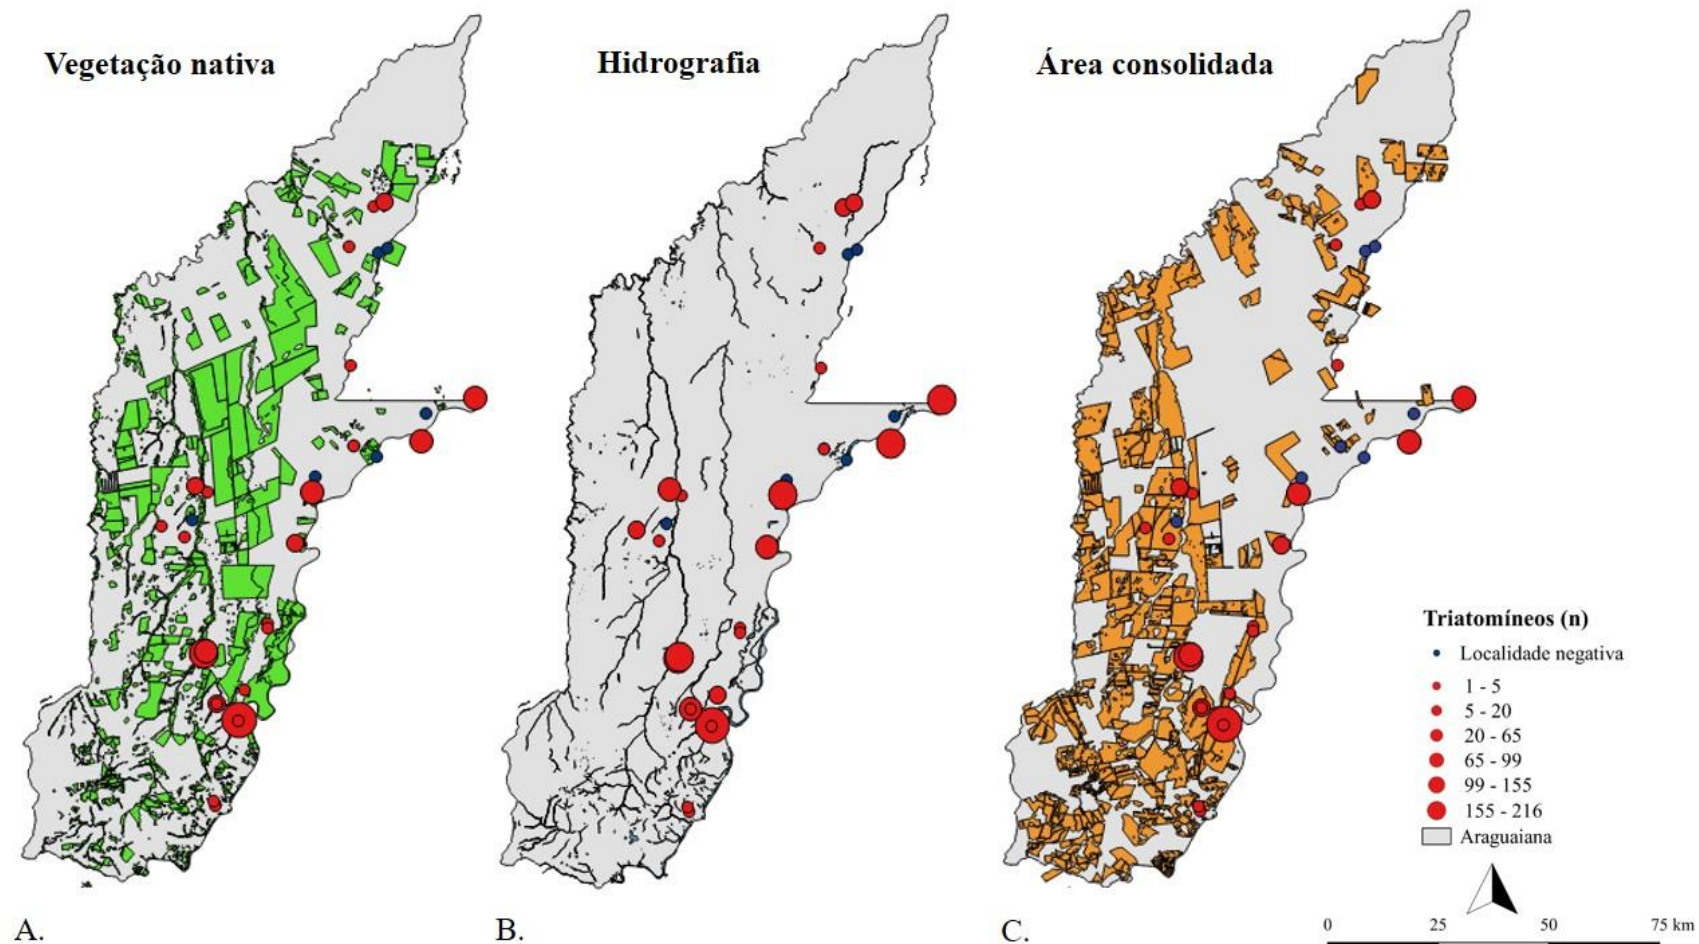 Vegetação nativa
Hidrografia
Área consolidada
Triatomíneos (n)
Localidade negativa
1 - 5
5 - 20
20 - 65
65 - 99
99 - 155
155 - 216
Araguaiana
A.
B.
C.
0 25 50 75 km